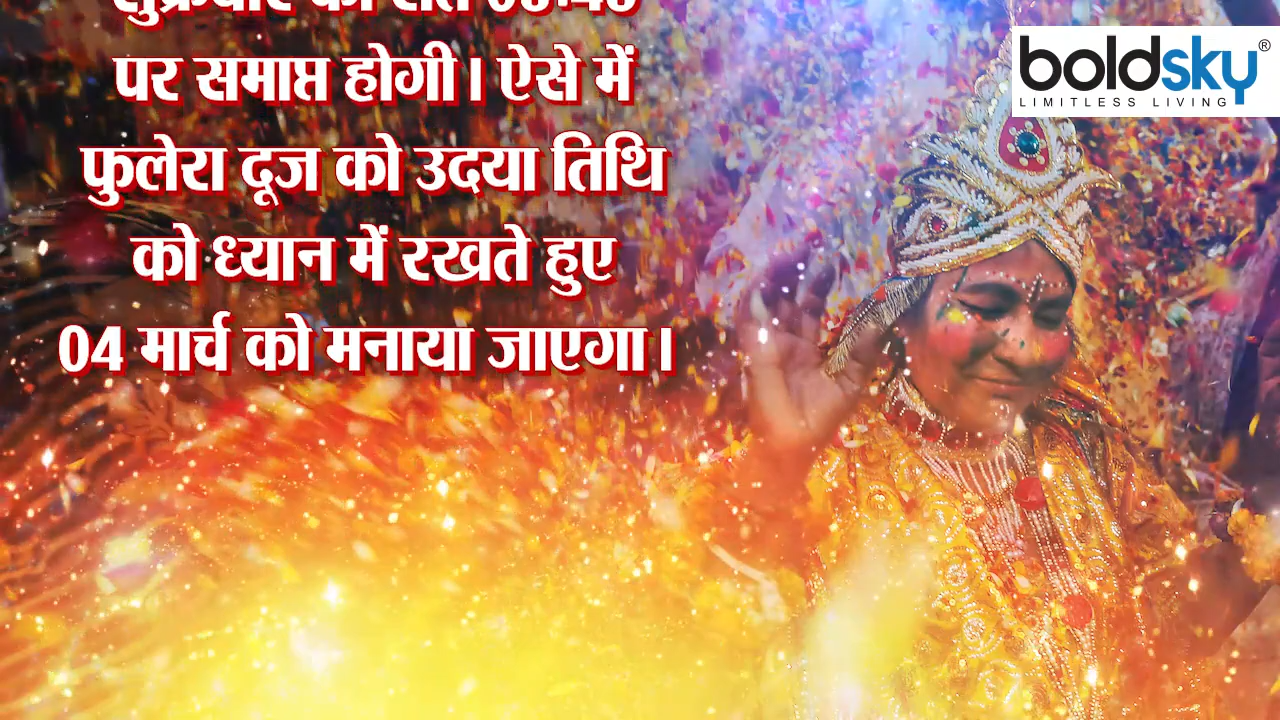 पर समाप्त होगी। ऐसे में
फुलेरा दूज को उदया तिथि
को ध्यान में रखते हुए
04 मार्च को मनाया जाएगा।
boldsky®
LIMITLESS LIVING